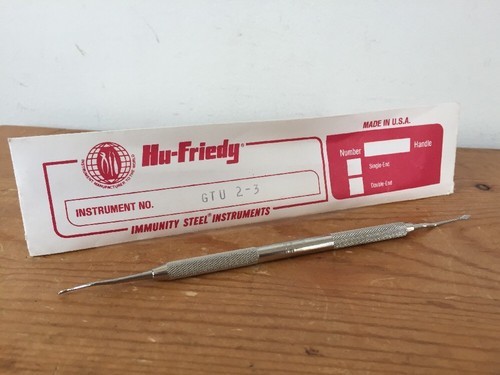 Hu-Friedy®
INSTRUMENT NO.
GTU 2-3
IMMUNITY STEEL® INSTRUMENTS
MADE IN U.S.A.
Number
Handle
Single-End
Double-End